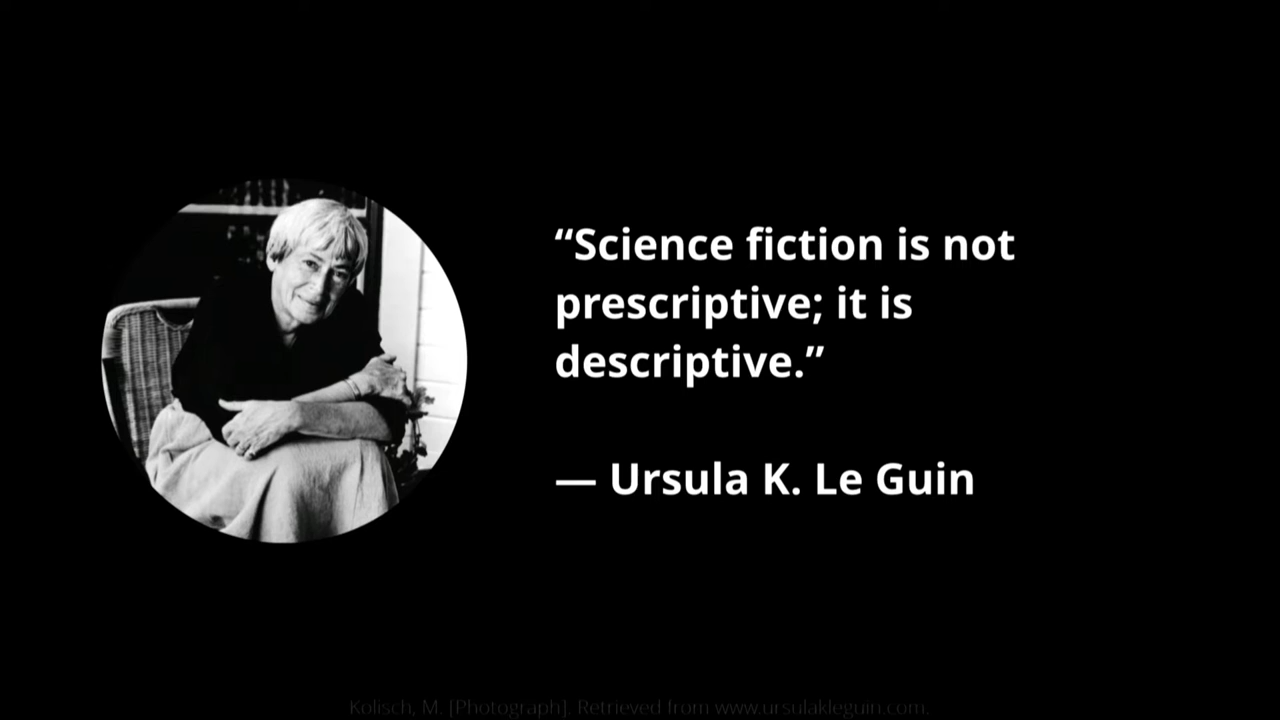 “Science fiction is not
prescriptive; it is
descriptive.”
— Ursula K. Le Guin
Kolisch, M. [Photograph]. Retrieved from www.ursulakleguin.com.